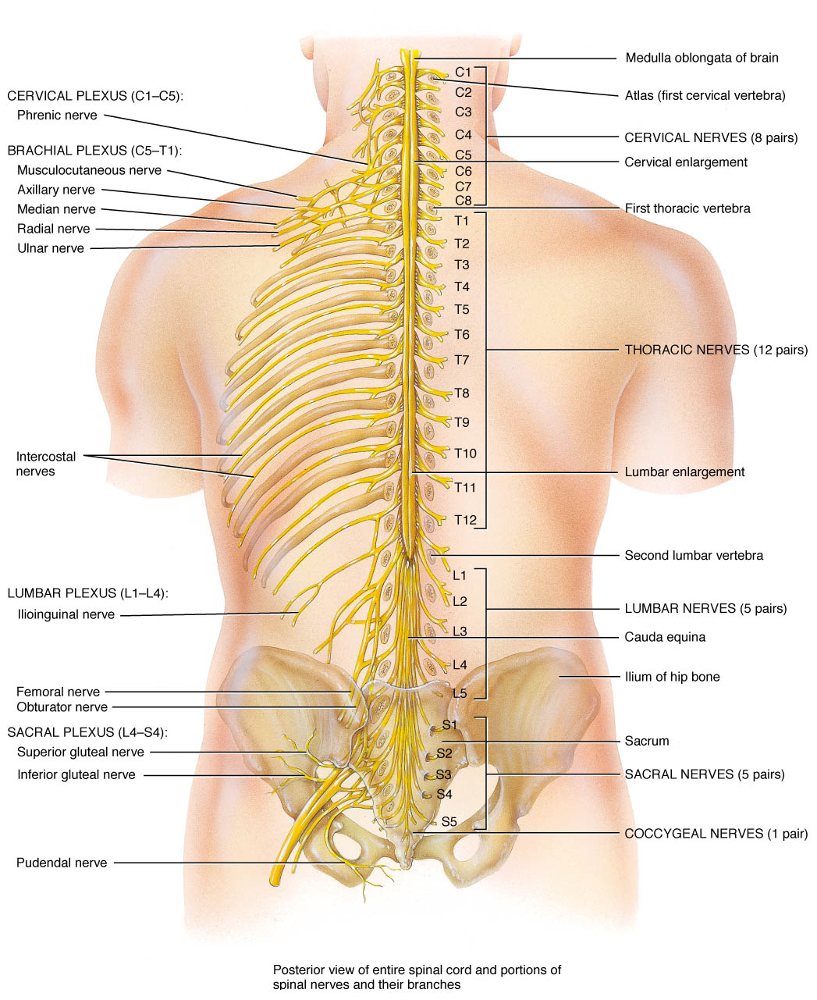 CERVICAL PLEXUS (C1–C5):
Phrenic nerve
BRACHIAL PLEXUS (C5–T1):
Musculocutaneous nerve
Axillary nerve
Median nerve
Radial nerve
Ulnar nerve
Intercostal
nerves
LUMBAR PLEXUS (L1–L4):
Ilioinguinal nerve
Femoral nerve
Obturator nerve
SACRAL PLEXUS (L4–S4):
Superior gluteal nerve
Inferior gluteal nerve
Pudendal nerve
C1
C2
C3
C4
C5
C6
C7
C8
T1
T2
T3
T4
T5
T6
T7
T8
T9
T10
T11
T12
L1
L2
L3
L4
L5
S1
S2
S3
S4
S5
Medulla oblongata of brain
Atlas (first cervical vertebra)
CERVICAL NERVES (8 pairs)
Cervical enlargement
First thoracic vertebra
THORACIC NERVES (12 pairs)
Lumbar enlargement
Second lumbar vertebra
LUMBAR NERVES (5 pairs)
Cauda equina
Ilium of hip bone
Sacrum
SACRAL NERVES (5 pairs)
COCCYGEAL NERVES (1 pair)
Posterior view of entire spinal cord and portions of
spinal nerves and their branches